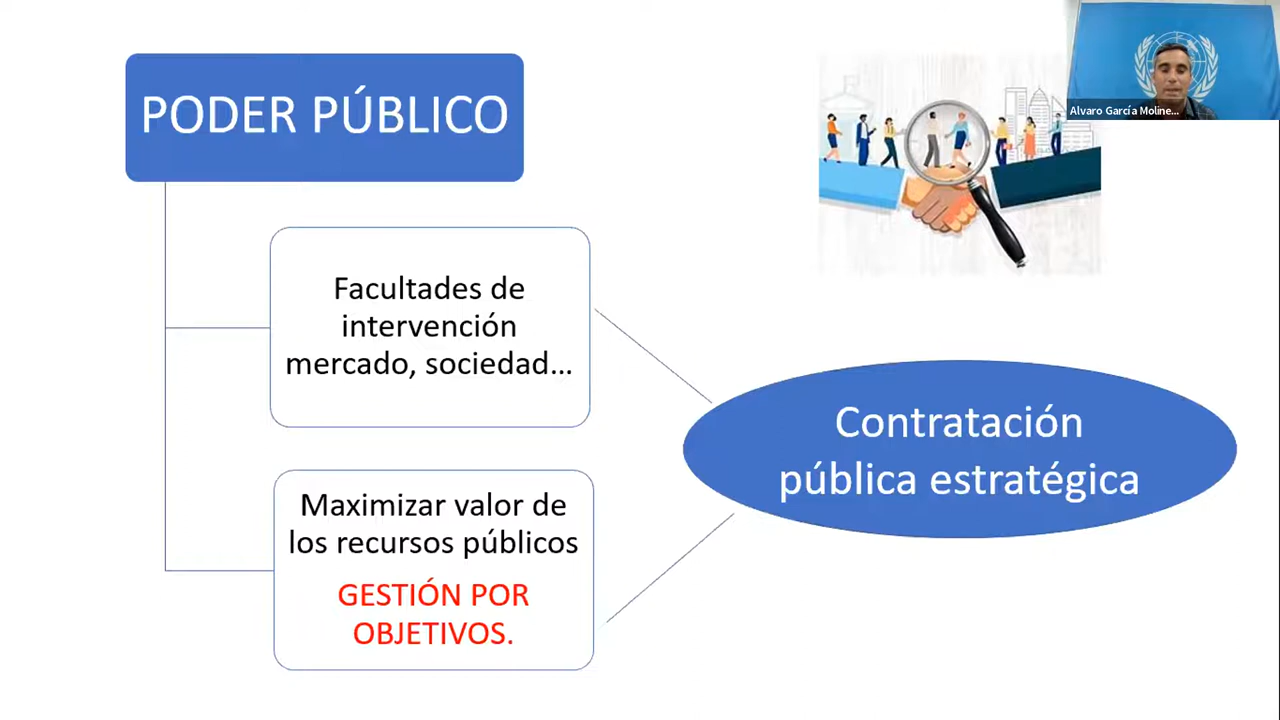 PODER PÚBLICO
Alvaro García Moline...
Facultades de
intervención
mercado, sociedad...
Contratación
pública estratégica
Maximizar valor de
los recursos públicos
GESTIÓN POR
OBJETIVOS.